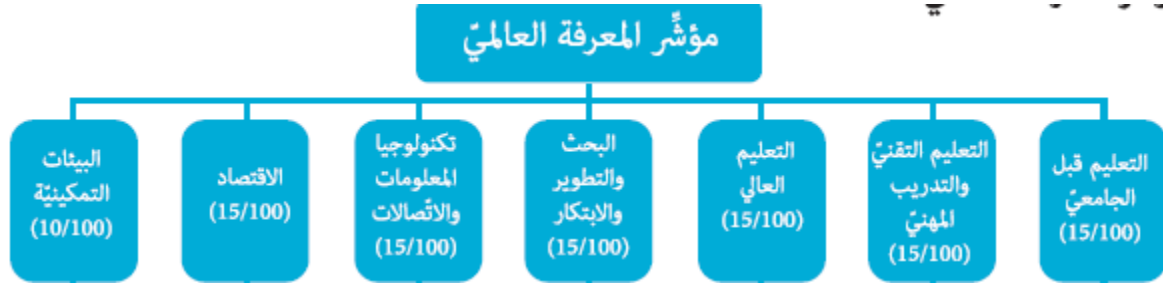 مؤشِّر المعرفة العالميّ
التعليم قبل
الجامعيّ
(15/100)
التعليم التقنيّ
والتدريب
المهنيّ
(15/100)
التعليم
العالي
(15/100)
البحث
والتطوير
والابتكار
(15/100)
تكنولوجيا
المعلومات
والاتّصالات
(15/100)
الاقتصاد
(15/100)
البيئات
التمكينيّة
(10/100)